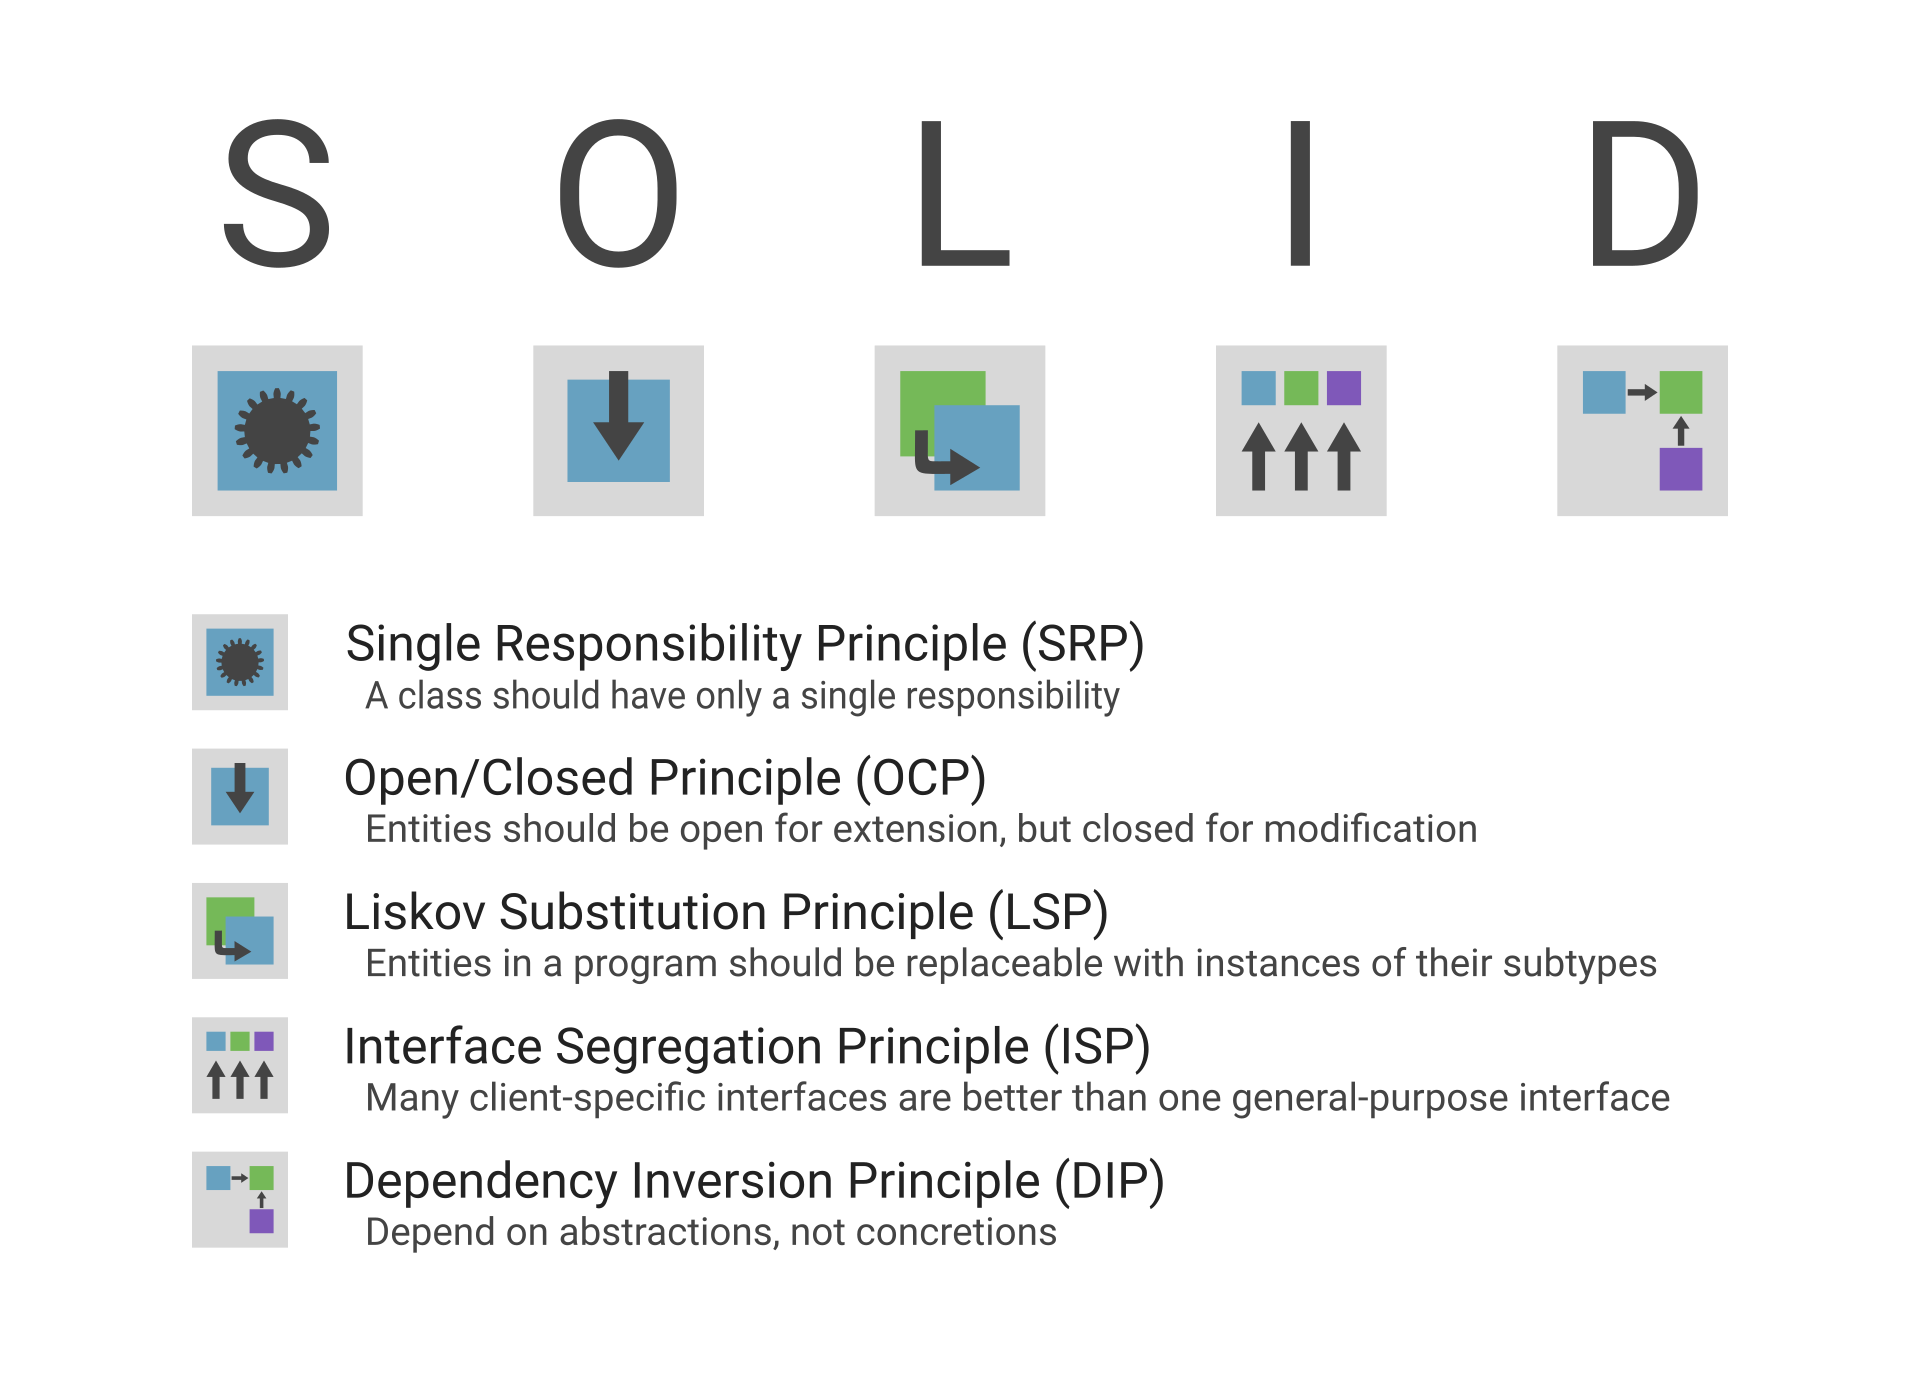 S O L I D
Single Responsibility Principle (SRP)
A class should have only a single responsibility
Open/Closed Principle (OCP)
Entities should be open for extension, but closed for modification
Liskov Substitution Principle (LSP)
Entities in a program should be replaceable with instances of their subtypes
Interface Segregation Principle (ISP)
Many client-specific interfaces are better than one general-purpose interface
Dependency Inversion Principle (DIP)
Depend on abstractions, not concretions